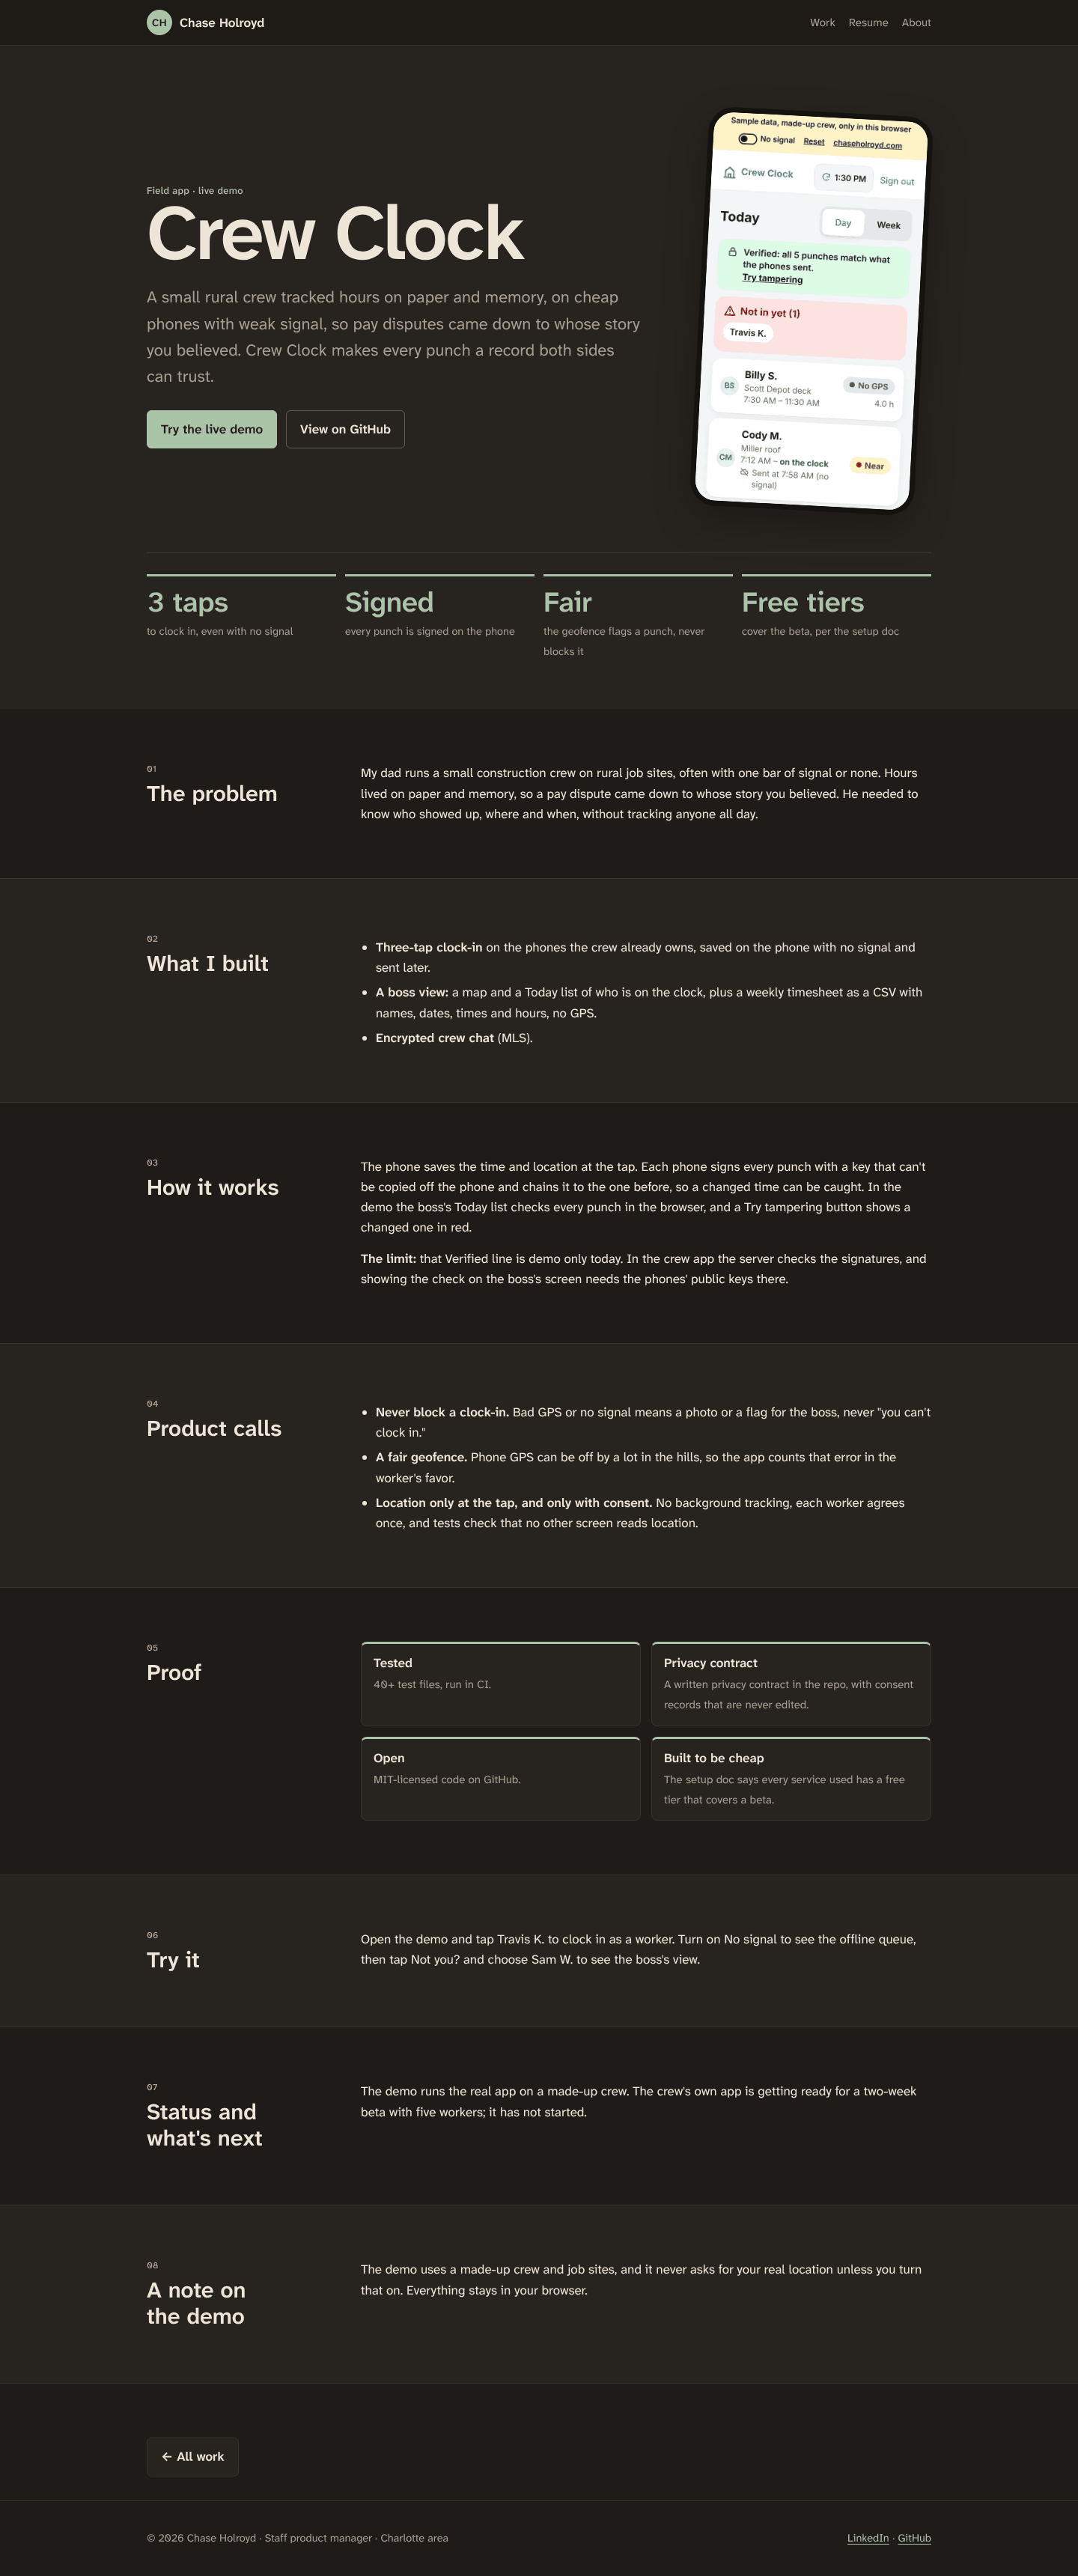 CH Chase Holroyd
Work Resume About
Field app · live demo
Crew Clock
A small rural crew tracked hours on paper and memory, on cheap
phones with weak signal, so pay disputes came down to whose story
you believed. Crew Clock makes every punch a record both sides
can trust.
Try the live demo
View on GitHub
Sample data, made-up crew, only in this browser
No signal Reset chaseholroyd.com
Crew Clock 1:30 PM Sign out
Today Day Week
Verified: all 5 punches match what
the phones sent.
Try tampering
Not in yet (1)
Travis K.
BS Billy S. No GPS
Scott Depot deck
7:30 AM – 11:30 AM 4.0 h
CM Cody M.
Miller roof
7:12 AM – on the clock Near
Sent at 7:58 AM (no
signal)
3 taps
to clock in, even with no signal
Signed
every punch is signed on the phone
Fair
the geofence flags a punch, never
blocks it
Free tiers
cover the beta, per the setup doc
01
The problem
My dad runs a small construction crew on rural job sites, often with one bar of signal or none. Hours
lived on paper and memory, so a pay dispute came down to whose story you believed. He needed to
know who showed up, where and when, without tracking anyone all day.
02
What I built
• Three-tap clock-in on the phones the crew already owns, saved on the phone with no signal and
sent later.
• A boss view: a map and a Today list of who is on the clock, plus a weekly timesheet as a CSV with
names, dates, times and hours, no GPS.
• Encrypted crew chat (MLS).
03
How it works
The phone saves the time and location at the tap. Each phone signs every punch with a key that can't
be copied off the phone and chains it to the one before, so a changed time can be caught. In the
demo the boss's Today list checks every punch in the browser, and a Try tampering button shows a
changed one in red.
The limit: that Verified line is demo only today. In the crew app the server checks the signatures, and
showing the check on the boss's screen needs the phones' public keys there.
04
Product calls
• Never block a clock-in. Bad GPS or no signal means a photo or a flag for the boss, never "you can't
clock in."
• A fair geofence. Phone GPS can be off by a lot in the hills, so the app counts that error in the
worker's favor.
• Location only at the tap, and only with consent. No background tracking, each worker agrees
once, and tests check that no other screen reads location.
05
Proof
Tested
40+ test files, run in CI.
Privacy contract
A written privacy contract in the repo, with consent
records that are never edited.
Open
MIT-licensed code on GitHub.
Built to be cheap
The setup doc says every service used has a free
tier that covers a beta.
06
Try it
Open the demo and tap Travis K. to clock in as a worker. Turn on No signal to see the offline queue,
then tap Not you? and choose Sam W. to see the boss's view.
07
Status and
what's next
The demo runs the real app on a made-up crew. The crew's own app is getting ready for a two-week
beta with five workers; it has not started.
08
A note on
the demo
The demo uses a made-up crew and job sites, and it never asks for your real location unless you turn
that on. Everything stays in your browser.
← All work
© 2026 Chase Holroyd · Staff product manager · Charlotte area
LinkedIn · GitHub